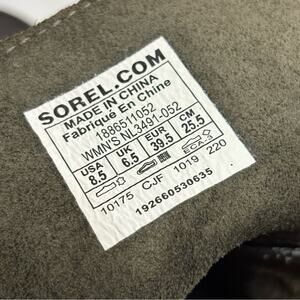 SOREL.COM
MADE IN CHINA
Fabriqué En Chine
1886511052
WMN'S NL3491-052
USA UK EUR CM
8.5 6.5 39.5 25.5
10175 CJF 1019 220
192660530635